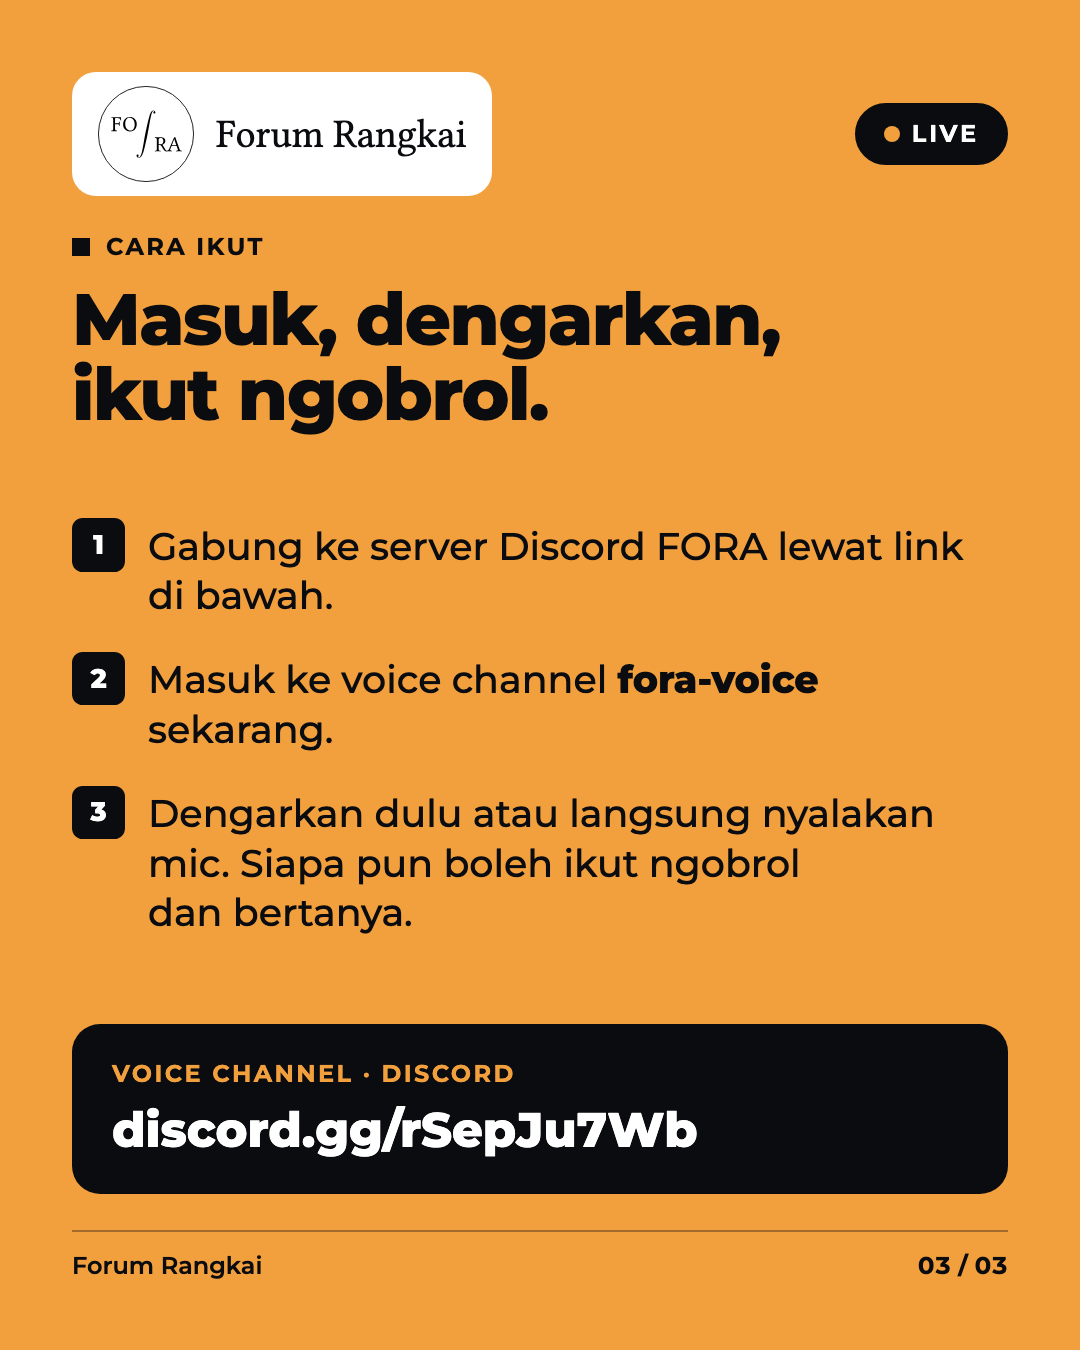 FO
RA
Forum Rangkai
LIVE
CARA IKUT
Masuk, dengarkan,
ikut ngobrol.
1
Gabung ke server Discord FORA lewat link
di bawah.
2
Masuk ke voice channel fora-voice
sekarang.
3
Dengarkan dulu atau langsung nyalakan
mic. Siapa pun boleh ikut ngobrol
dan bertanya.
VOICE CHANNEL · DISCORD
discord.gg/rSepJu7Wb
Forum Rangkai
03 / 03